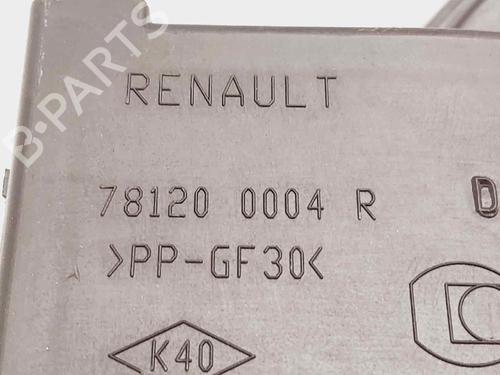 B-PARTS
RENAULT
78120 0004 R
D
>PP-GF30<
K40